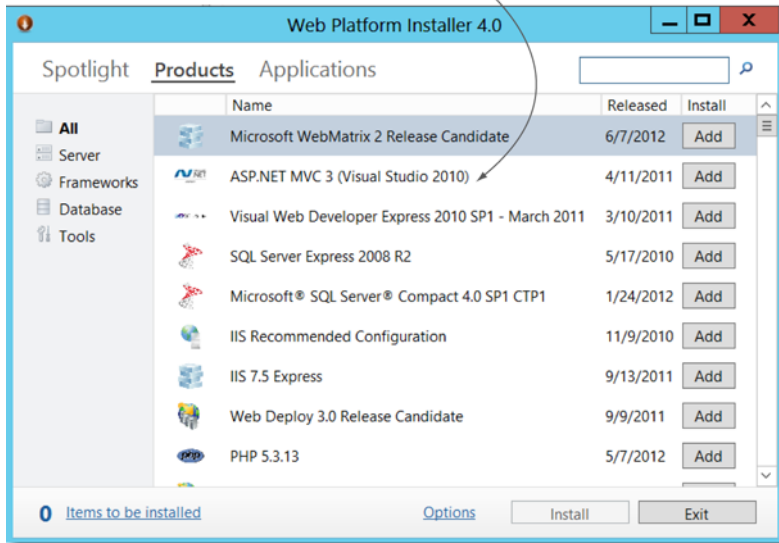 Web Platform Installer 4.0
Spotlight Products Applications
Name Released Install
All
Server
Frameworks
Database
Tools
Microsoft WebMatrix 2 Release Candidate 6/7/2012 Add
ASP.NET MVC 3 (Visual Studio 2010) 4/11/2011 Add
Visual Web Developer Express 2010 SP1 - March 2011 3/10/2011 Add
SQL Server Express 2008 R2 5/17/2010 Add
Microsoft® SQL Server® Compact 4.0 SP1 CTP1 1/24/2012 Add
IIS Recommended Configuration 11/9/2010 Add
IIS 7.5 Express 9/13/2011 Add
Web Deploy 3.0 Release Candidate 9/9/2011 Add
php PHP 5.3.13 5/7/2012 Add
0 Items to be installed Options Install Exit